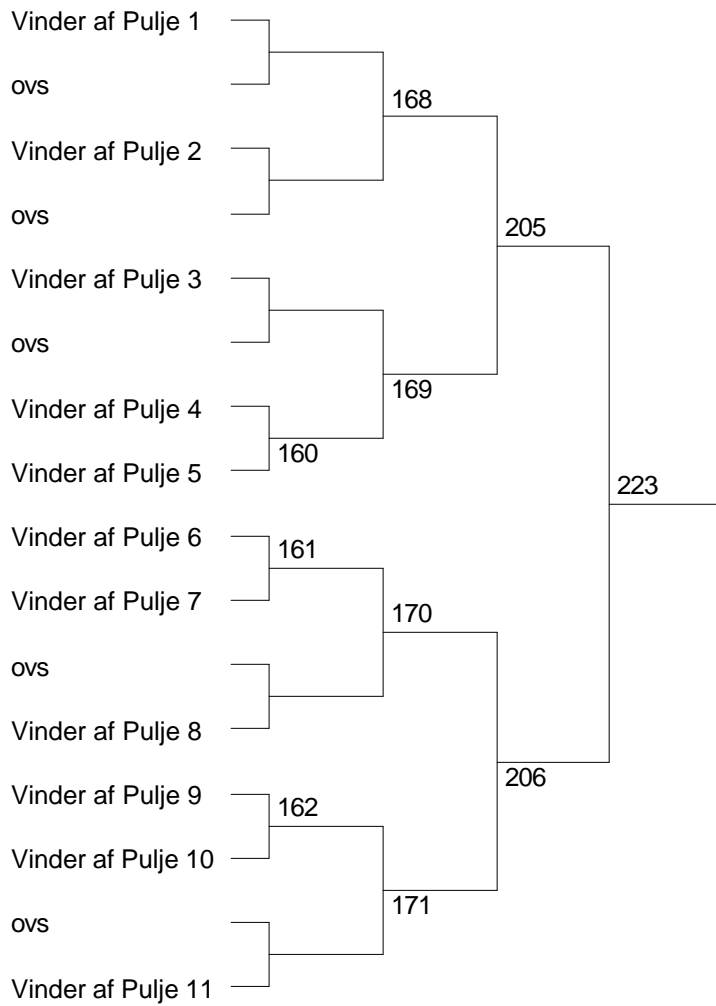 Vinder af Pulje 1
ovs
168
Vinder af Pulje 2
ovs
205
Vinder af Pulje 3
ovs
169
Vinder af Pulje 4
160
Vinder af Pulje 5
223
Vinder af Pulje 6
161
Vinder af Pulje 7
170
ovs
Vinder af Pulje 8
206
Vinder af Pulje 9
162
Vinder af Pulje 10
171
ovs
Vinder af Pulje 11